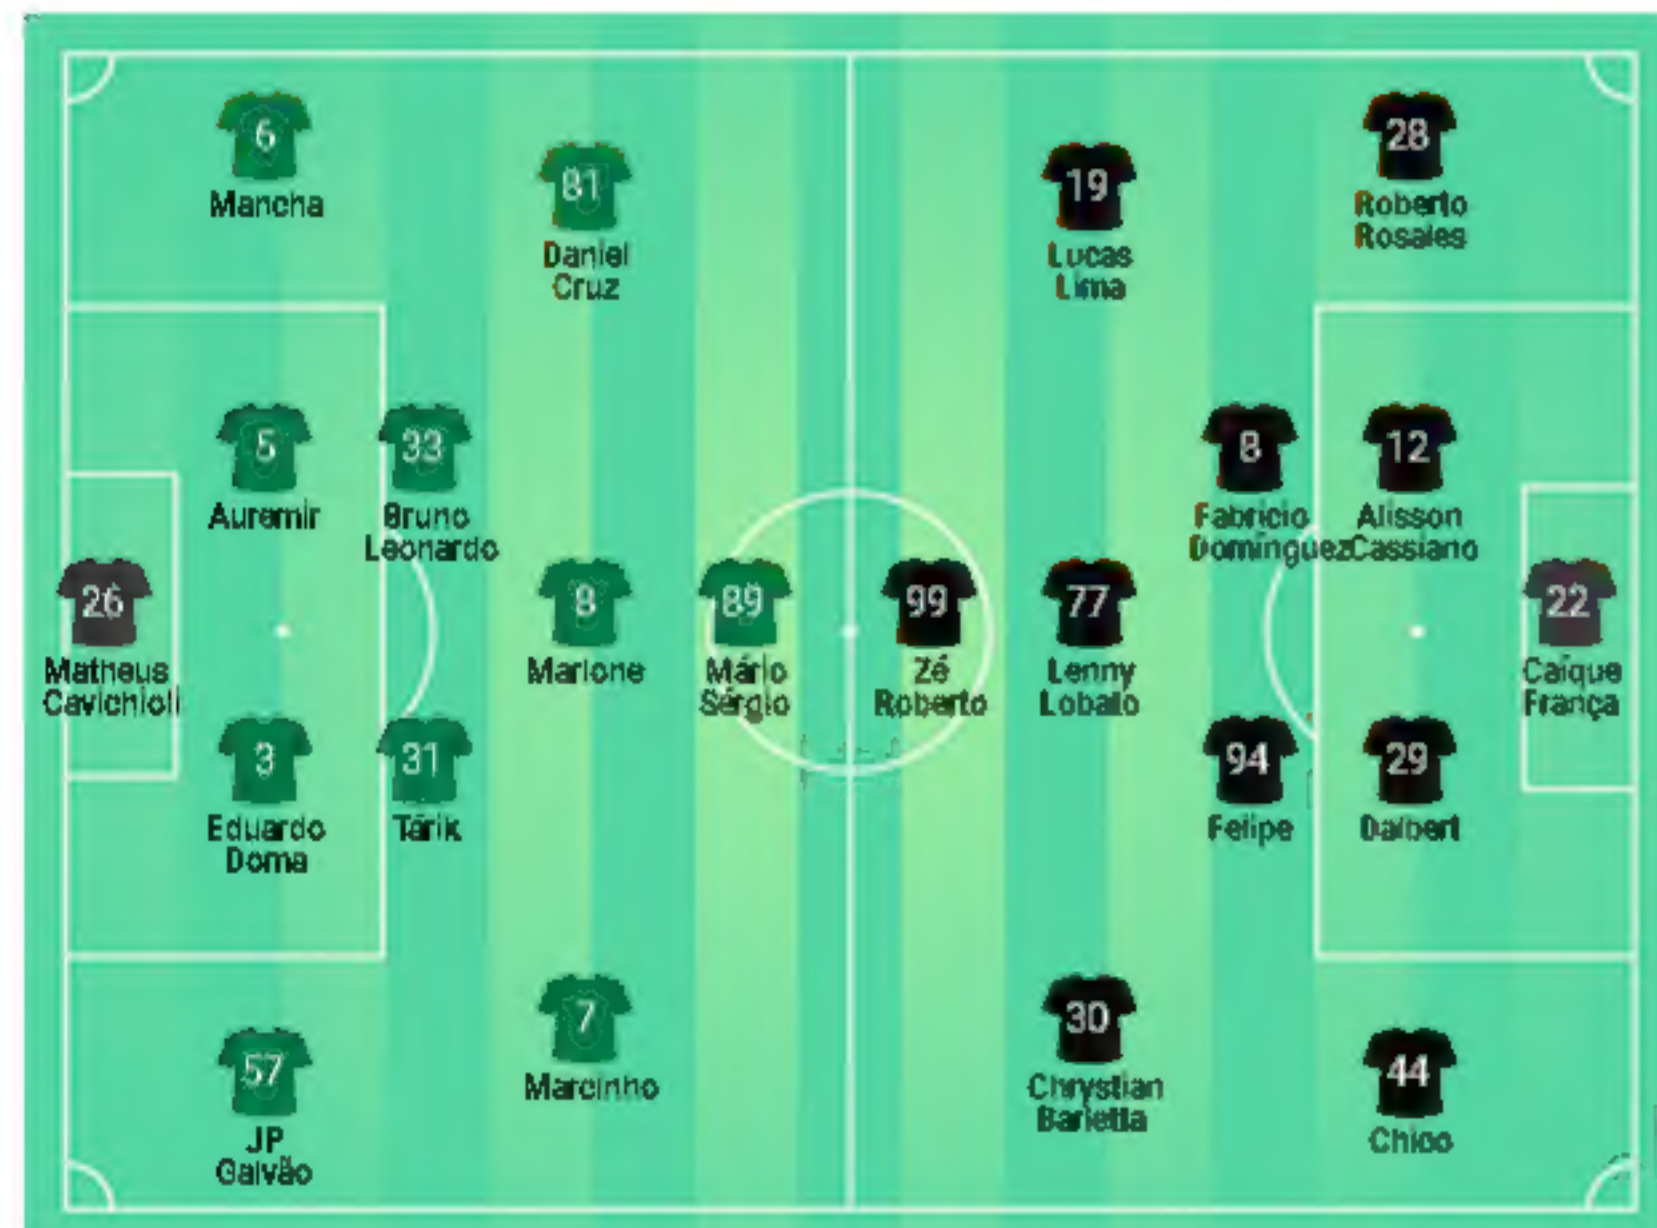 6
Mancha
81
Daniel
Cruz
19
Lucas
Lima
28
Roberto
Rosales
5
Auremir
33
Bruno
Leonardo
8
Fabricio
Domínguez
12
Alisson
Cassiano
26
Matheus
Cavichioli
8
Marlone
89
Mário
Sérgio
99
Zé
Roberto
77
Lenny
Lobato
22
Caíque
França
3
Eduardo
Doma
31
Tárik
94
Felipe
29
Dalbert
7
Marcinho
30
Chrystian
Barletta
57
JP
Galvão
44
Chico